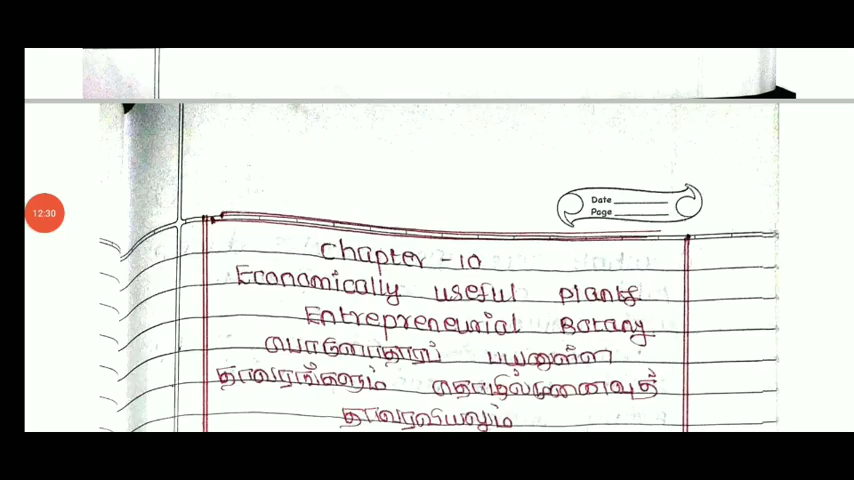 Date
Page
12:30
Chapter - 10
Economically useful plants
Entrepreneurial Botany
பொருளாதாரப் பயனுள்ள
தாவரங்களும் தொழில்முனைவுத்
தாவரவியலும்